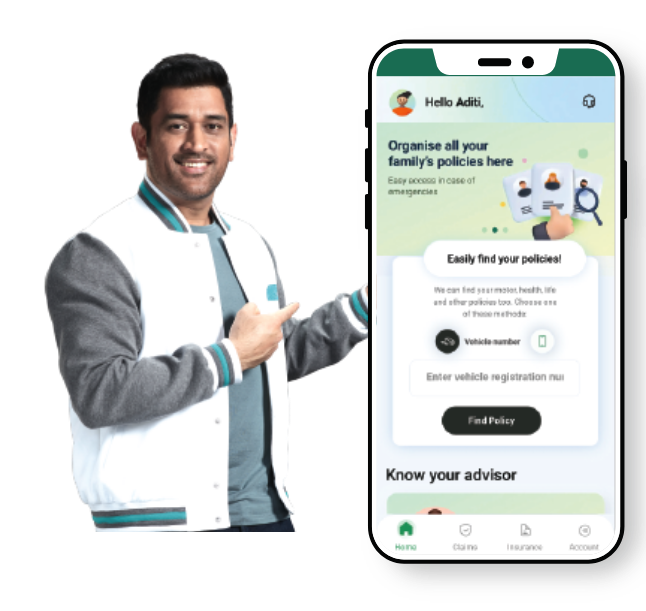 Hello Aditi,
Organise all your
family's policies here
Easy access in case of
emergencies
Easily find your policies!
We can find your motor, health, life
and other policies too. Choose one
of these methods:
Vehicle number
Enter vehicle registration nu
Find Policy
Know your advisor
Home
Claims
Insurance
Account